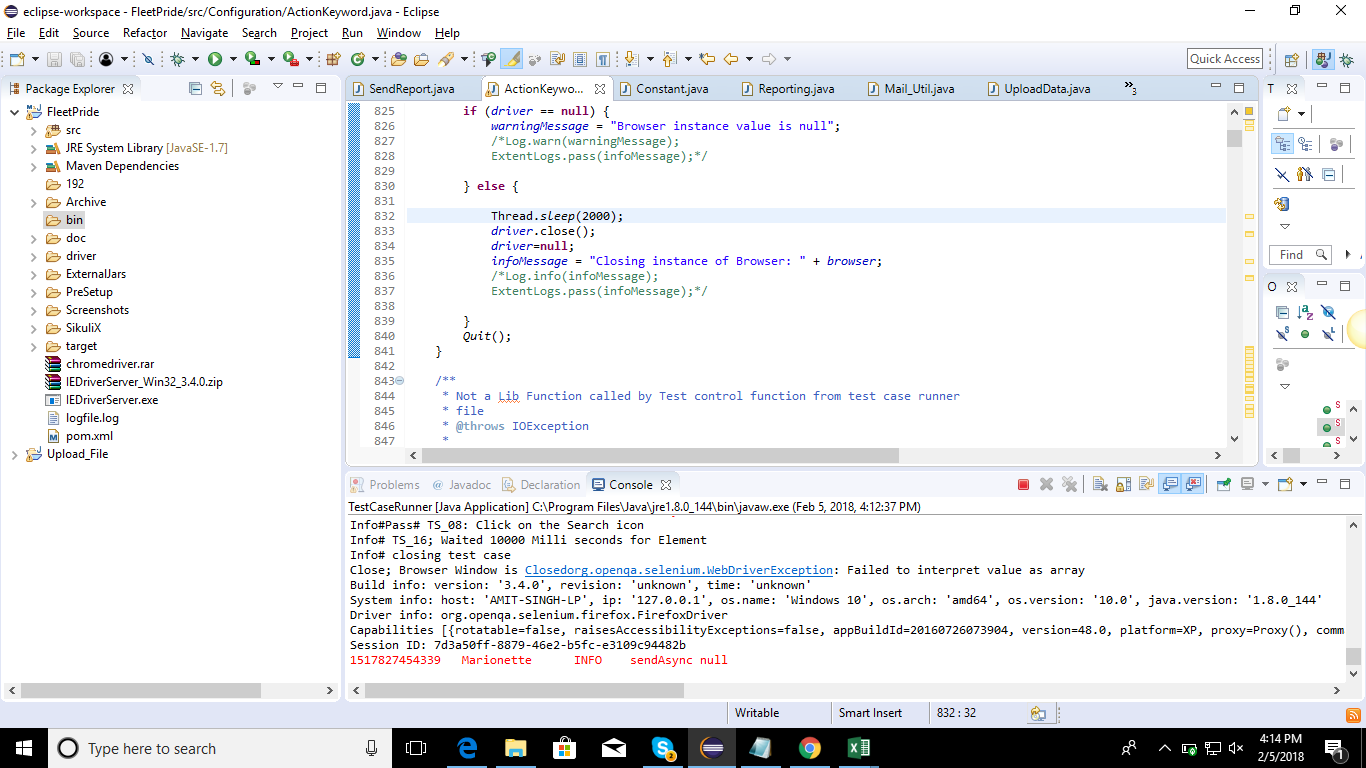 eclipse-workspace - FleetPride/src/Configuration/ActionKeyword.java - Eclipse
File Edit Source Refactor Navigate Search Project Run Window Help
Quick Access
Package Explorer
FleetPride
src
JRE System Library [JavaSE-1.7]
Maven Dependencies
192
Archive
bin
doc
driver
ExternalJars
PreSetup
Screenshots
SikuliX
target
chromedriver.rar
IEDriverServer_Win32_3.4.0.zip
IEDriverServer.exe
logfile.log
pom.xml
Upload_File
SendReport.java ActionKeywo... Constant.java Reporting.java Mail_Util.java UploadData.java »3
825 if (driver == null) {
826 warningMessage = "Browser instance value is null";
827 /*Log.warn(warningMessage);
828 ExtentLogs.pass(infoMessage);*/
829
830 } else {
831
832 Thread.sleep(2000);
833 driver.close();
834 driver=null;
835 infoMessage = "Closing instance of Browser: " + browser;
836 /*Log.info(infoMessage);
837 ExtentLogs.pass(infoMessage);*/
838
839 }
840 Quit();
841 }
842
843 /**
844 * Not a Lib Function called by Test control function from test case runner
845 * file
846 * @throws IOException
847 *
T
Find
O
Problems @ Javadoc Declaration Console
TestCaseRunner [Java Application] C:\Program Files\Java\jre1.8.0_144\bin\javaw.exe (Feb 5, 2018, 4:12:37 PM)
Info#Pass# TS_08: Click on the Search icon
Info# TS_16; Waited 10000 Milli seconds for Element
Info# closing test case
Close; Browser Window is Closedorg.openqa.selenium.WebDriverException: Failed to interpret value as array
Build info: version: '3.4.0', revision: 'unknown', time: 'unknown'
System info: host: 'AMIT-SINGH-LP', ip: '127.0.0.1', os.name: 'Windows 10', os.arch: 'amd64', os.version: '10.0', java.version: '1.8.0_144'
Driver info: org.openqa.selenium.firefox.FirefoxDriver
Capabilities [{rotatable=false, raisesAccessibilityExceptions=false, appBuildId=20160726073904, version=48.0, platform=XP, proxy=Proxy(), comm
Session ID: 7d3a50ff-8879-46e2-b5fc-e3109c94482b
1517827454339 Marionette INFO sendAsync null
Writable Smart Insert 832 : 32
Type here to search
4:14 PM
2/5/2018